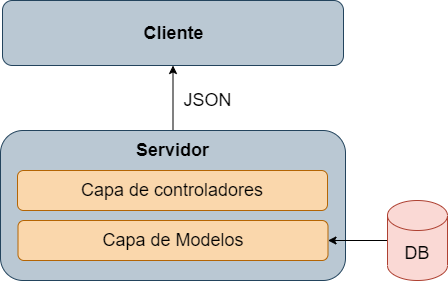 Cliente
JSON
Servidor
Capa de controladores
Capa de Modelos
DB